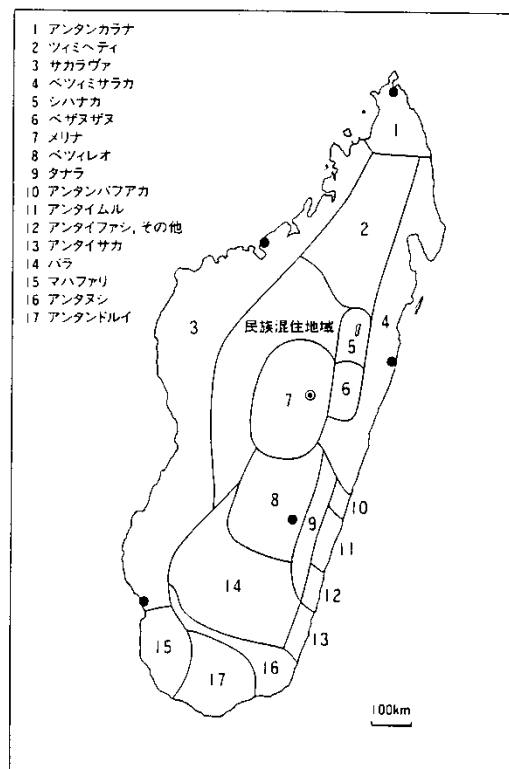 1 アンタンカラナ
2 ツィミヘティ
3 サカラヴァ
4 ベツィミサラカ
5 シハナカ
6 ベザヌザヌ
7 メリナ
8 ベツィレオ
9 タナラ
10 アンタンバフアカ
11 アンタイムル
12 アンタイファシ,その他
13 アンタイサカ
14 バラ
15 マハファリ
16 アンタヌシ
17 アンタンドルイ
1
2
3
民族混住地域
4
5
6
7
8
9
10
11
12
13
14
15
16
17
100km